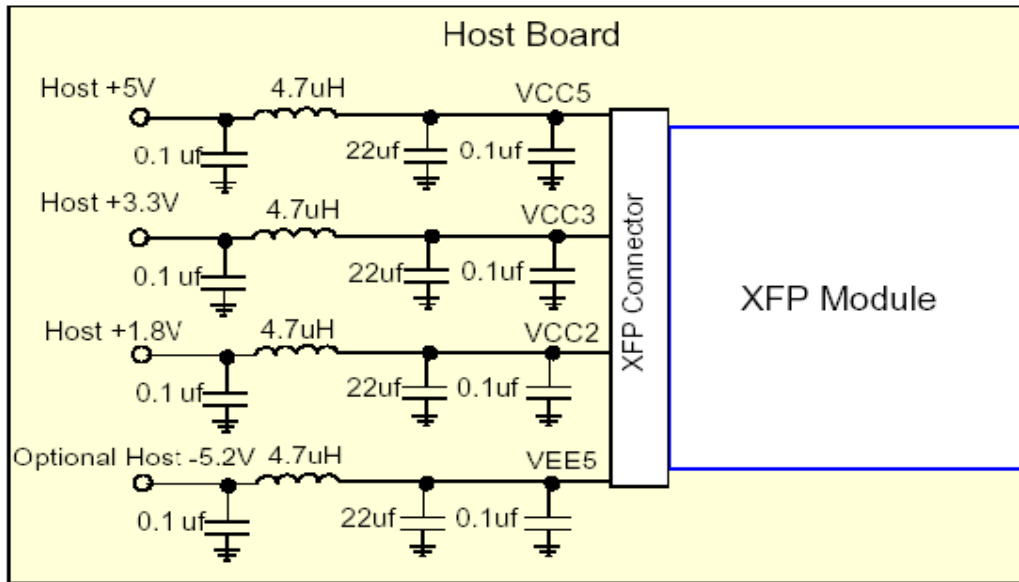 Host Board
Host +5V
4.7uH
VCC5
0.1 uf
22uf
0.1uf
Host +3.3V
4.7uH
VCC3
0.1 uf
22uf
0.1uf
XFP Connector
XFP Module
Host +1.8V
4.7uH
VCC2
0.1 uf
22uf
0.1uf
Optional Host -5.2V
4.7uH
VEE5
0.1 uf
22uf
0.1uf